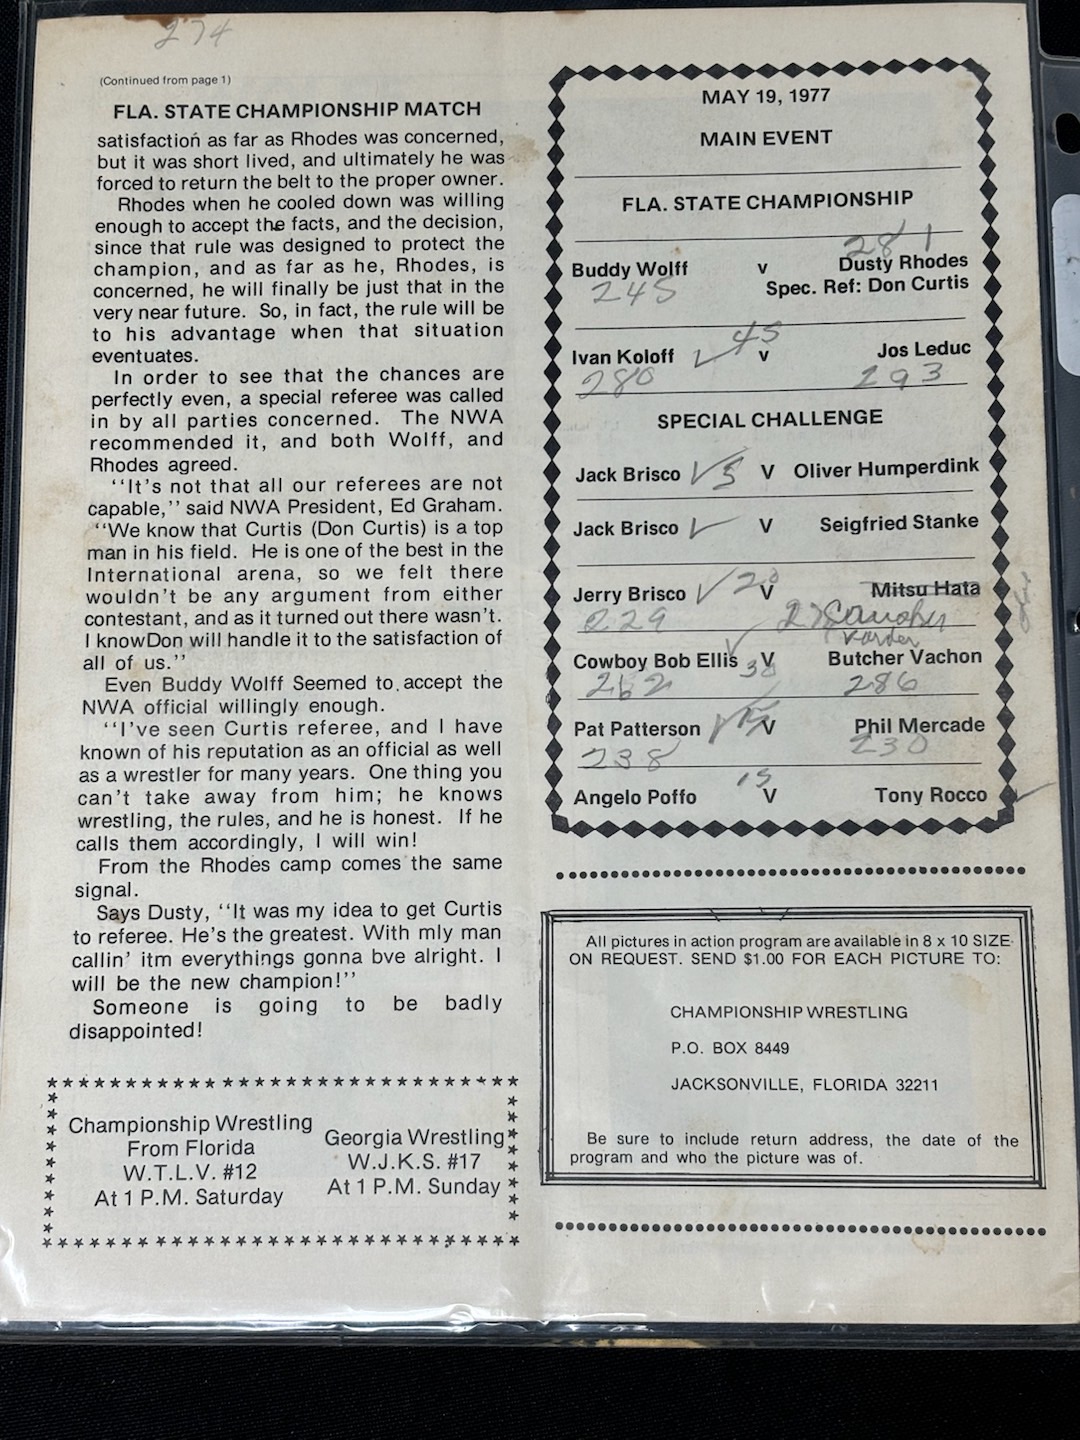 274
(Continued from page 1)
FLA. STATE CHAMPIONSHIP MATCH
satisfaction as far as Rhodes was concerned,
but it was short lived, and ultimately he was
forced to return the belt to the proper owner.
Rhodes when he cooled down was willing
enough to accept the facts, and the decision,
since that rule was designed to protect the
champion, and as far as he, Rhodes, is
concerned, he will finally be just that in the
very near future. So, in fact, the rule will be
to his advantage when that situation
eventuates.
In order to see that the chances are
perfectly even, a special referee was called
in by all parties concerned. The NWA
recommended it, and both Wolff, and
Rhodes agreed.
‘‘It's not that all our referees are not
capable,’’ said NWA President, Ed Graham.
‘‘We know that Curtis (Don Curtis) is a top
man in his field. He is one of the best in the
International arena, so we felt there
wouldn't be any argument from either
contestant, and as it turned out there wasn't.
I knowDon will handle it to the satisfaction of
all of us.’’
Even Buddy Wolff Seemed to accept the
NWA official willingly enough.
‘‘I've seen Curtis referee, and I have
known of his reputation as an official as well
as a wrestler for many years. One thing you
can't take away from him; he knows
wrestling, the rules, and he is honest. If he
calls them accordingly, I will win!
From the Rhodes camp comes the same
signal.
Says Dusty, ‘‘It was my idea to get Curtis
to referee. He's the greatest. With mly man
callin' itm everythings gonna bve alright. I
will be the new champion!’’
Someone is going to be badly
disappointed!
Championship Wrestling
From Florida
W.T.L.V. #12
At 1 P.M. Saturday
Georgia Wrestling
W.J.K.S. #17
At 1 P.M. Sunday
MAY 19, 1977
MAIN EVENT
FLA. STATE CHAMPIONSHIP
281
Buddy Wolff v Dusty Rhodes
245 Spec. Ref: Don Curtis
45
Ivan Koloff ✓ v Jos Leduc
280 293
SPECIAL CHALLENGE
Jack Brisco ✓ 5 V Oliver Humperdink
Jack Brisco ✓ V Seigfried Stanke
Jerry Brisco ✓ 20 V Mitsu Hata
229
Cowboy Bob Ellis ✓ 30 V Butcher Vachon
262 286
Pat Patterson ✓ 15 V Phil Mercade
238 230
15
Angelo Poffo V Tony Rocco ✓
All pictures in action program are available in 8 x 10 SIZE
ON REQUEST. SEND $1.00 FOR EACH PICTURE TO:
CHAMPIONSHIP WRESTLING
P.O. BOX 8449
JACKSONVILLE, FLORIDA 32211
Be sure to include return address, the date of the
program and who the picture was of.